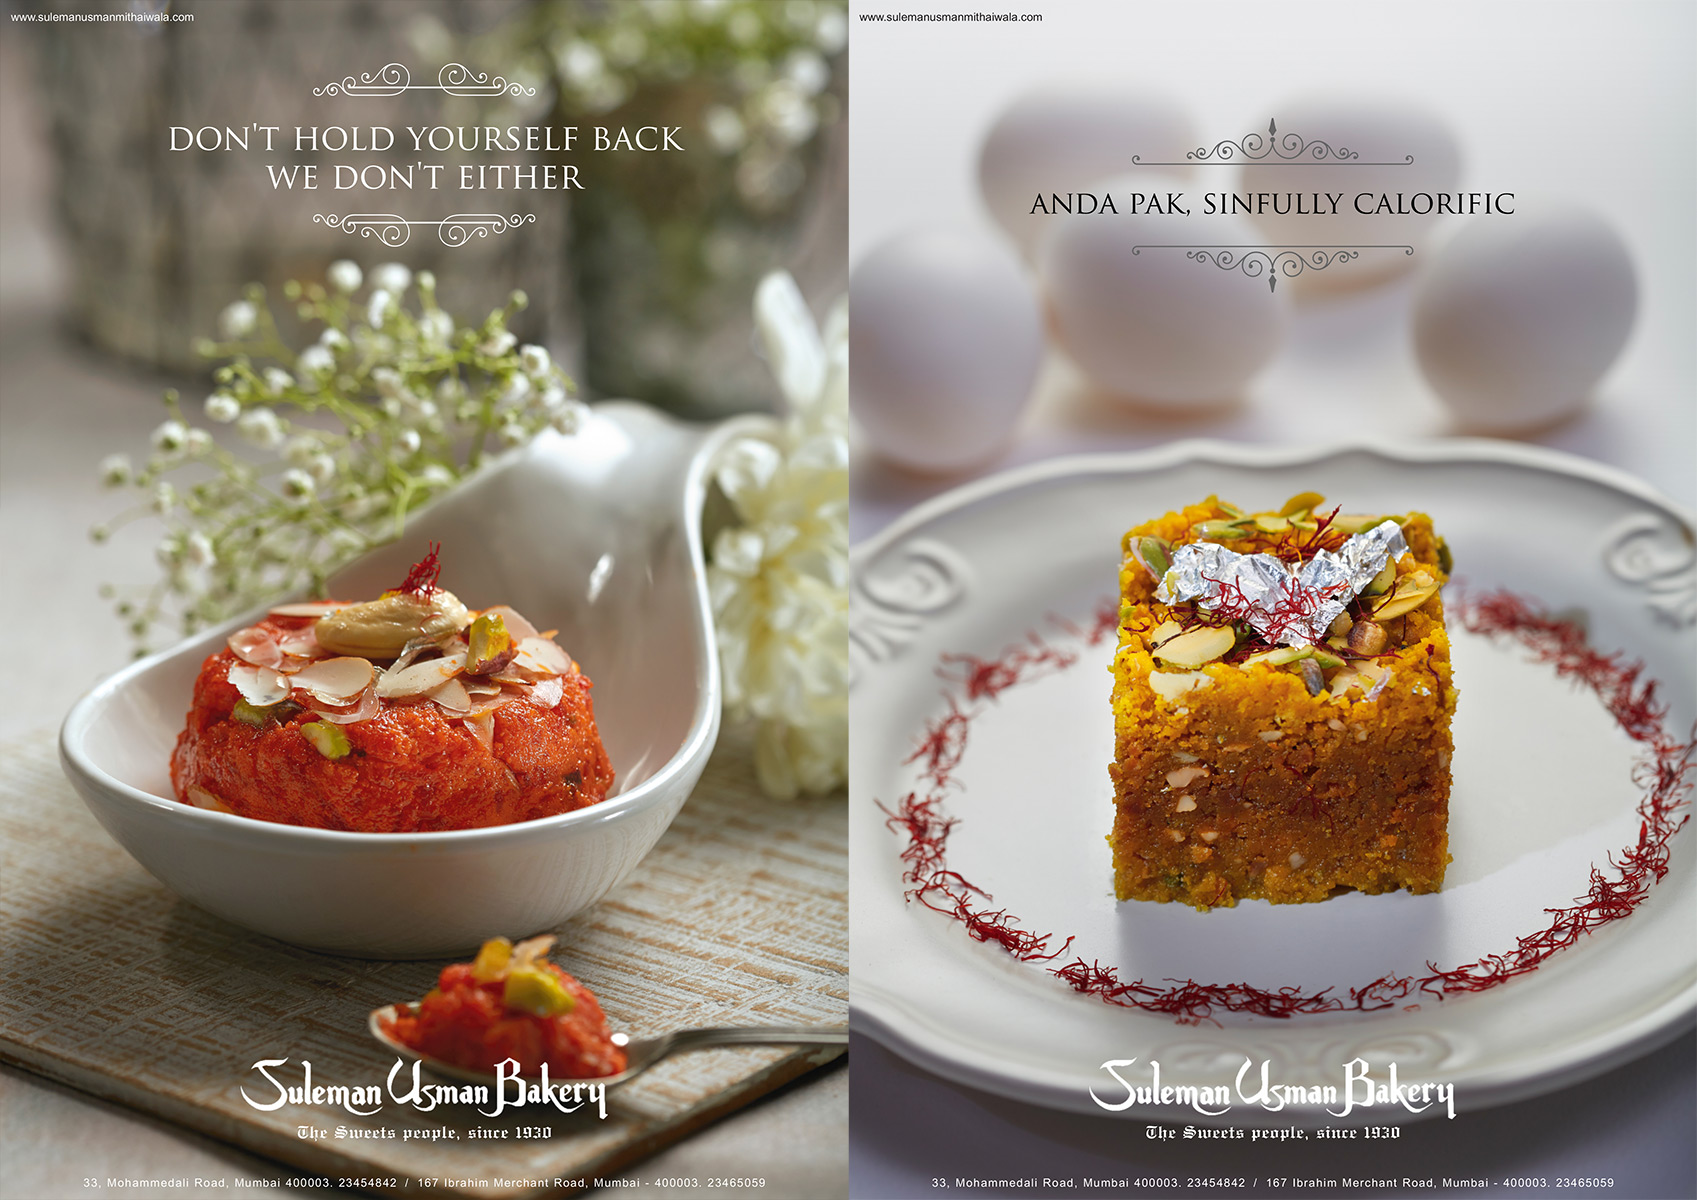 www.sulemanusmanmithaiwala.com
DON'T HOLD YOURSELF BACK
WE DON'T EITHER
Suleman Usman Bakery
The Sweets people, since 1930
33, Mohammedali Road, Mumbai 400003. 23454842 / 167 Ibrahim Merchant Road, Mumbai - 400003. 23465059
www.sulemanusmanmithaiwala.com
ANDA PAK, SINFULLY CALORIFIC
Suleman Usman Bakery
The Sweets people, since 1930
33, Mohammedali Road, Mumbai 400003. 23454842 / 167 Ibrahim Merchant Road, Mumbai - 400003. 23465059